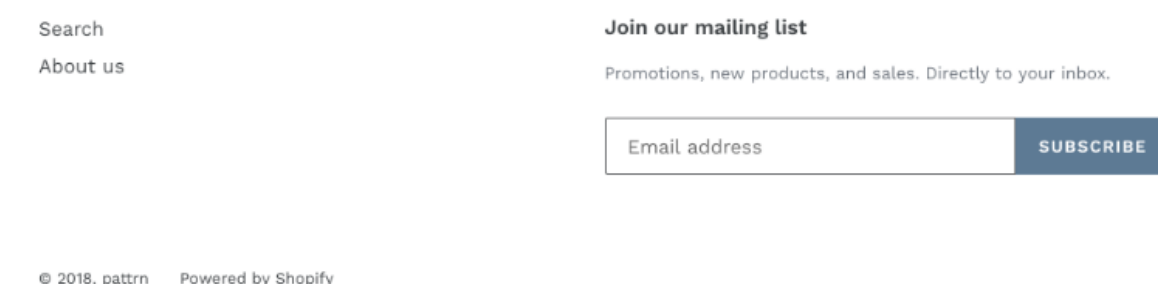 Search
About us
Join our mailing list
Promotions, new products, and sales. Directly to your inbox.
Email address
SUBSCRIBE
© 2018, pattrn
Powered by Shopify